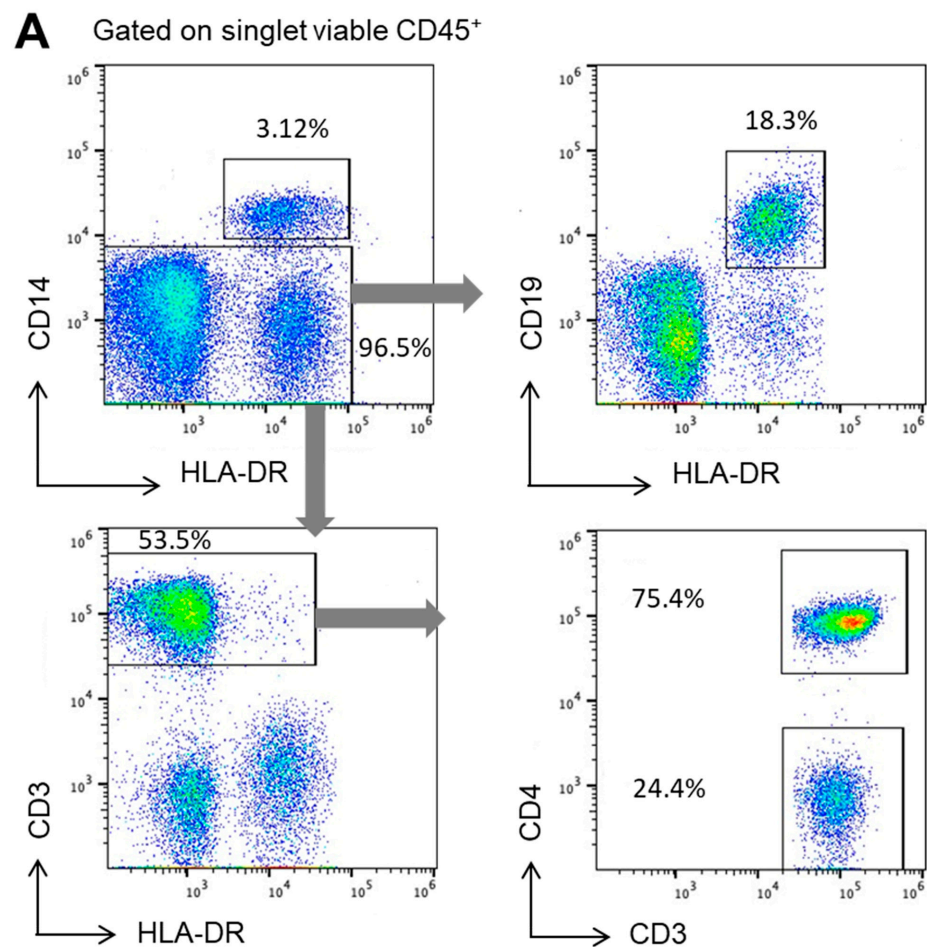 A Gated on singlet viable CD45⁺
10⁶
3.12%
10⁵
10⁴
CD14
10³
96.5%
10³ 10⁴ 10⁵ 10⁶
HLA-DR
10⁶
18.3%
10⁵
10⁴
CD19
10³
10³ 10⁴ 10⁵ 10⁶
HLA-DR
10⁶
53.5%
10⁵
10⁴
CD3
10³
10³ 10⁴ 10⁵ 10⁶
HLA-DR
10⁶
75.4%
10⁵
10⁴
CD4
24.4%
10³
10³ 10⁴ 10⁵ 10⁶
CD3